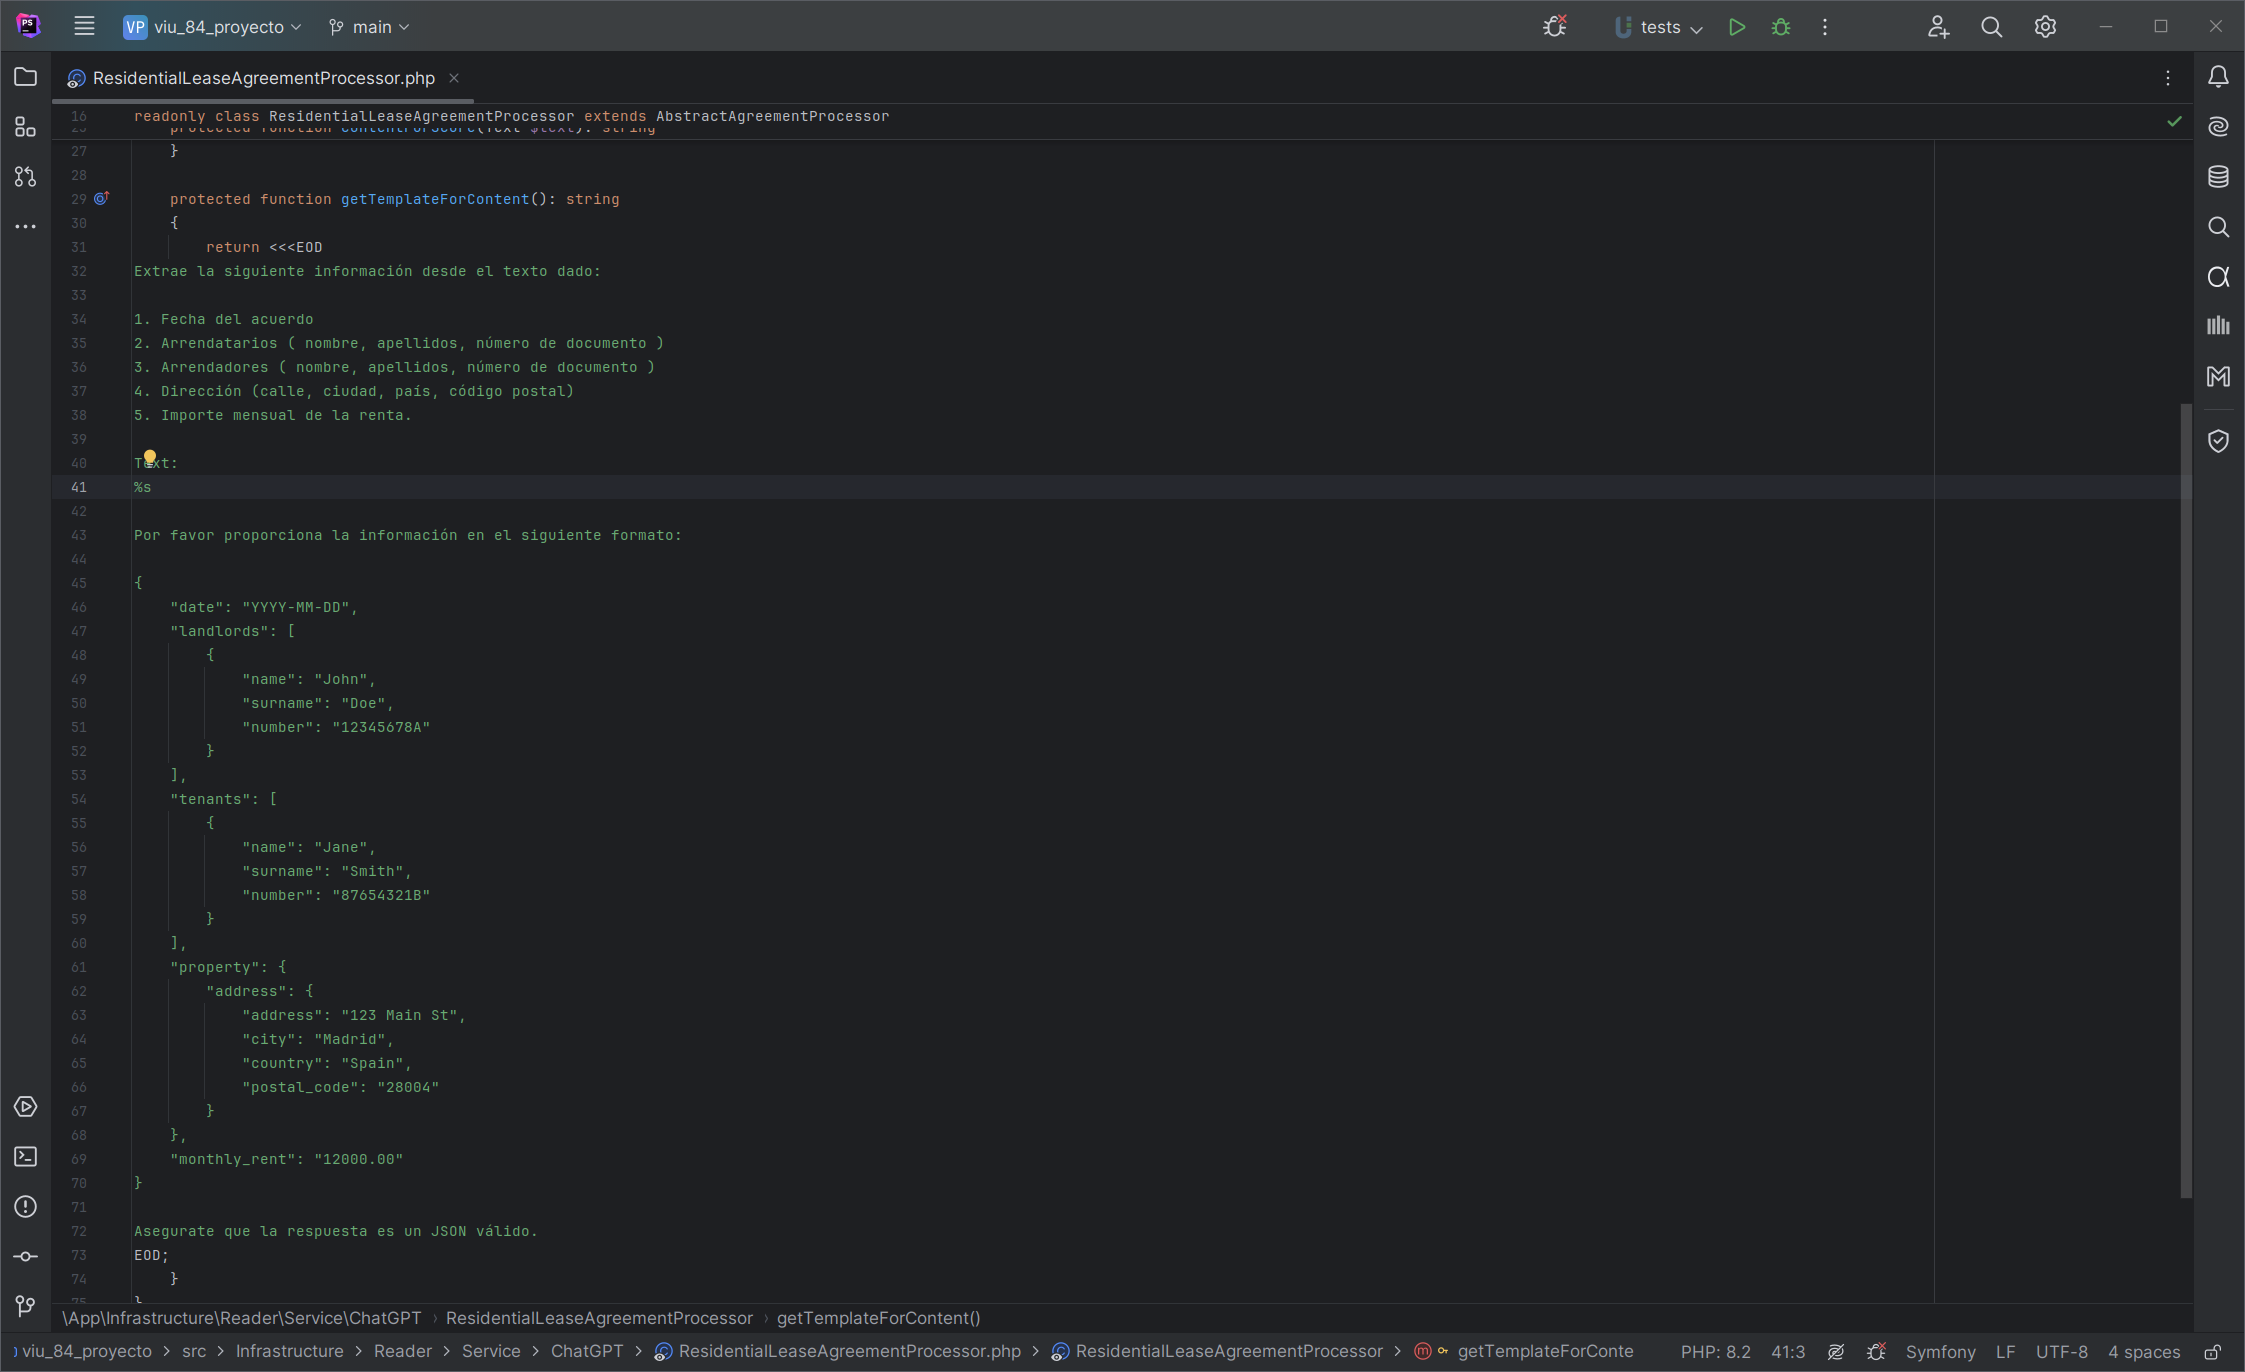 VP viu_84_proyecto main tests
ResidentialLeaseAgreementProcessor.php
16 readonly class ResidentialLeaseAgreementProcessor extends AbstractAgreementProcessor
27 }
28
29 protected function getTemplateForContent(): string
30 {
31 return <<<EOD
32 Extrae la siguiente información desde el texto dado:
33
34 1. Fecha del acuerdo
35 2. Arrendatarios ( nombre, apellidos, número de documento )
36 3. Arrendadores ( nombre, apellidos, número de documento )
37 4. Dirección (calle, ciudad, país, código postal)
38 5. Importe mensual de la renta.
39
40 Text:
41 %s
42
43 Por favor proporciona la información en el siguiente formato:
44
45 {
46 "date": "YYYY-MM-DD",
47 "landlords": [
48 {
49 "name": "John",
50 "surname": "Doe",
51 "number": "12345678A"
52 }
53 ],
54 "tenants": [
55 {
56 "name": "Jane",
57 "surname": "Smith",
58 "number": "87654321B"
59 }
60 ],
61 "property": {
62 "address": {
63 "address": "123 Main St",
64 "city": "Madrid",
65 "country": "Spain",
66 "postal_code": "28004"
67 }
68 },
69 "monthly_rent": "12000.00"
70 }
71
72 Asegurate que la respuesta es un JSON válido.
73 EOD;
74 }
\App\Infrastructure\Reader\Service\ChatGPT › ResidentialLeaseAgreementProcessor › getTemplateForContent()
viu_84_proyecto > src > Infrastructure > Reader > Service > ChatGPT > ResidentialLeaseAgreementProcessor.php > ResidentialLeaseAgreementProcessor > getTemplateForConte PHP: 8.2 41:3 Symfony LF UTF-8 4 spaces